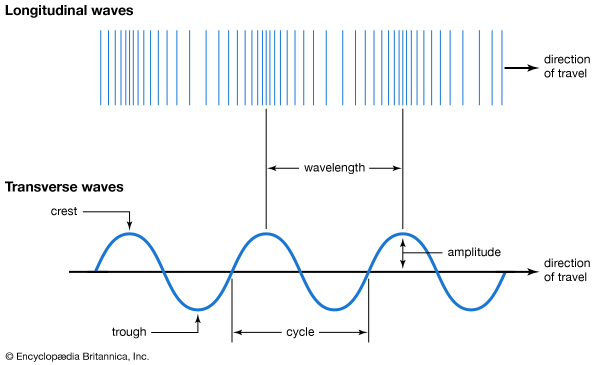 Longitudinal waves
direction
of travel
wavelength
Transverse waves
crest
amplitude
direction
of travel
trough
cycle
© Encyclopædia Britannica, Inc.